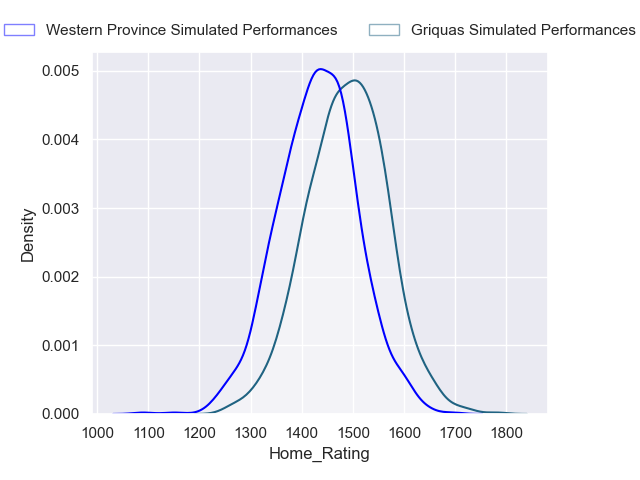 Western Province Simulated Performances
Griquas Simulated Performances
0.005
0.004
0.003
0.002
0.001
0.000
Density
1000 1100 1200 1300 1400 1500 1600 1700 1800
Home_Rating